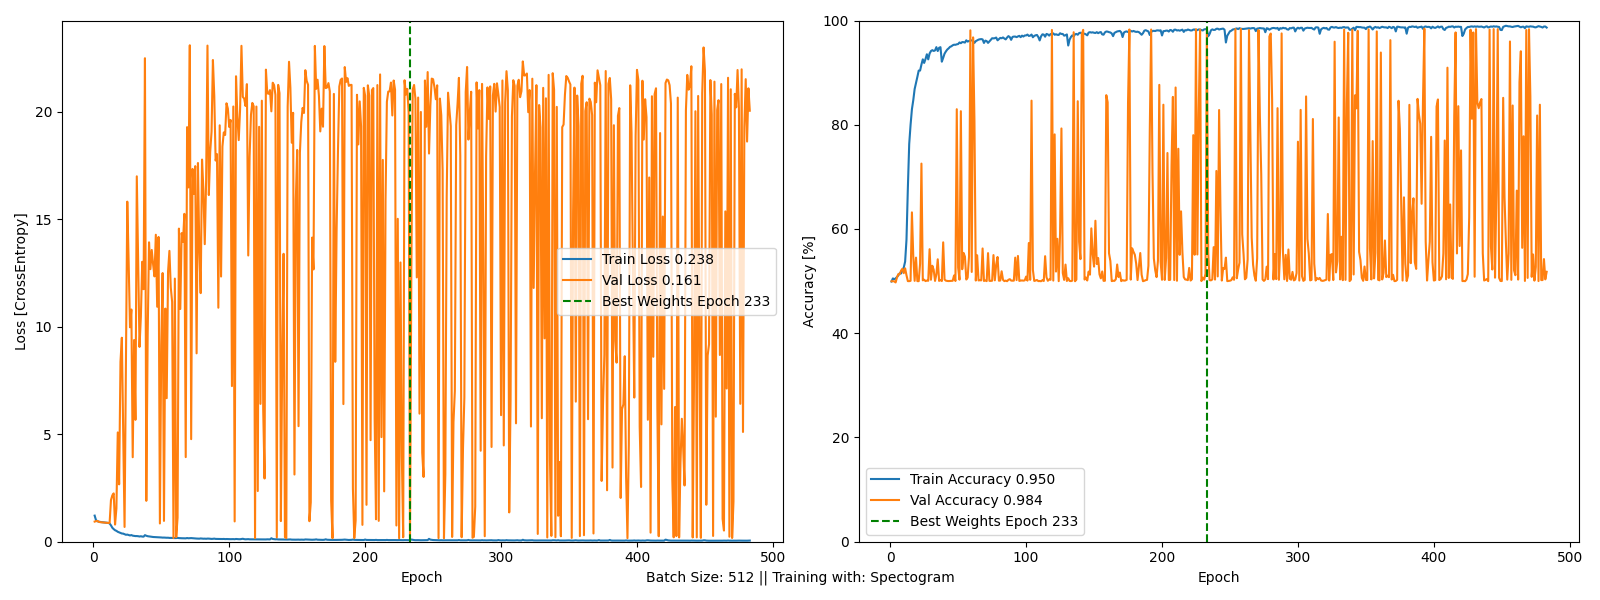 Loss [CrossEntropy]
20
15
10
5
0
Train Loss 0.238
Val Loss 0.161
Best Weights Epoch 233
0
100
200
300
400
500
Epoch
Accuracy [%]
100
80
60
40
20
0
Train Accuracy 0.950
Val Accuracy 0.984
Best Weights Epoch 233
0
100
200
300
400
500
Epoch
Batch Size: 512 || Training with: Spectogram